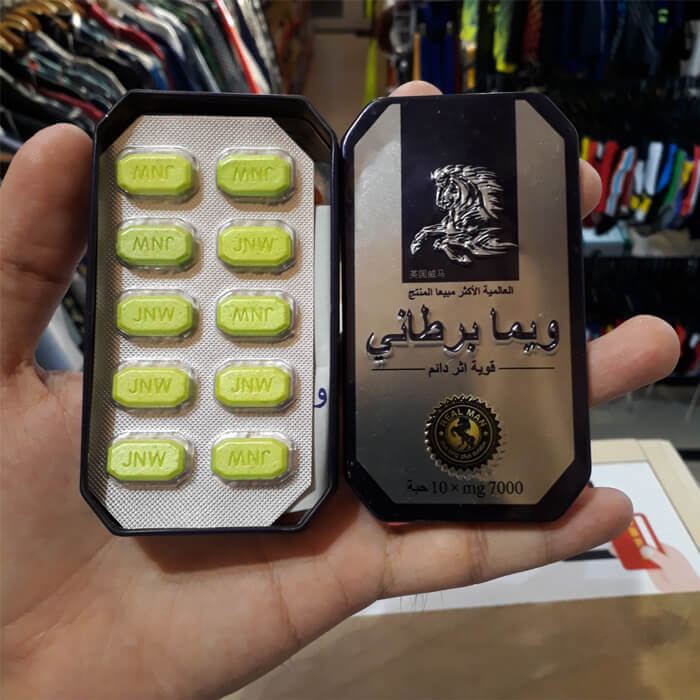 JNW JNW
JNW JNW
JNW JNW
JNW JNW
JNW JNW
و
英国威马
العالمية الأكثر مبيعا المنتج
ويما برطاني
قوية اثر دائم
REAL MAN
7000 mg × 10 حبة